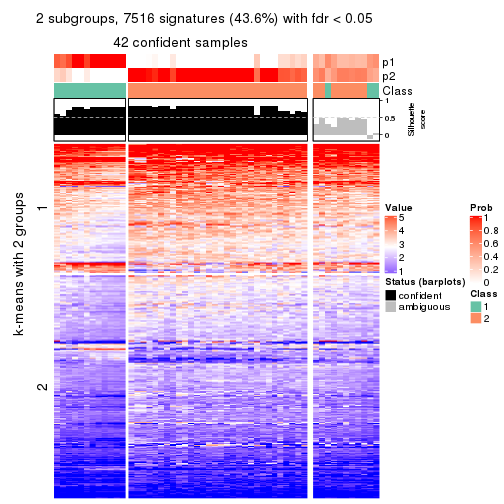 2 subgroups, 7516 signatures (43.6%) with fdr < 0.05
42 confident samples
p1
p2
Class
1
0.5
0
Silhouette
score
k-means with 2 groups
1
2
Value
5
4
3
2
1
Status (barplots)
confident
ambiguous
Prob
1
0.8
0.6
0.4
0.2
0
Class
1
2